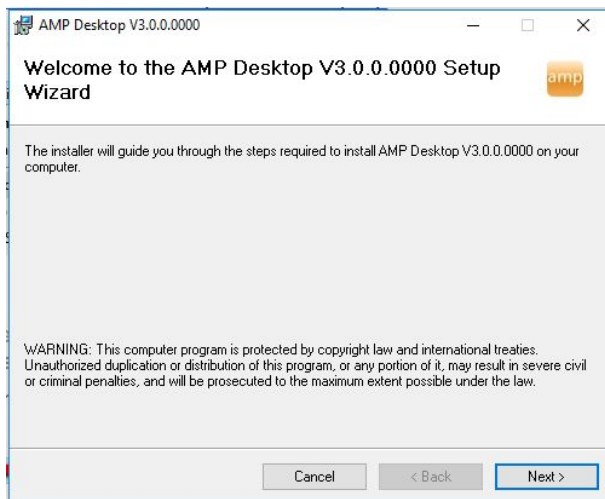 AMP Desktop V3.0.0.0000
Welcome to the AMP Desktop V3.0.0.0000 Setup
Wizard
amp
The installer will guide you through the steps required to install AMP Desktop V3.0.0.0000 on your
computer.
WARNING: This computer program is protected by copyright law and international treaties.
Unauthorized duplication or distribution of this program, or any portion of it, may result in severe civil
or criminal penalties, and will be prosecuted to the maximum extent possible under the law.
Cancel
< Back
Next >